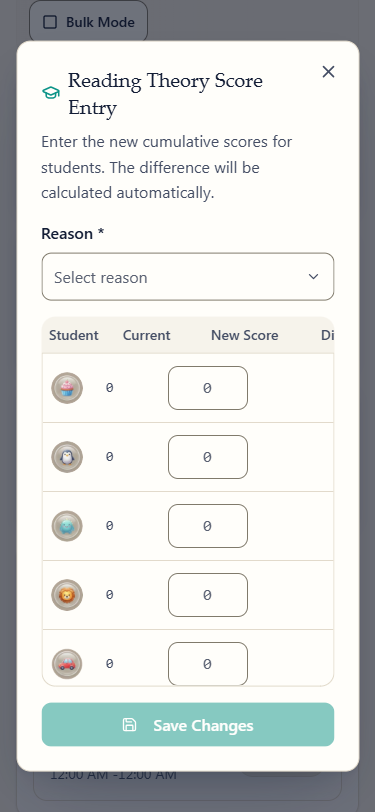 Bulk Mode
Reading Theory Score
Entry
Enter the new cumulative scores for
students. The difference will be
calculated automatically.
Reason *
Select reason
Student Current New Score Di
0 0
0 0
0 0
0 0
0 0
Save Changes
12:00 AM -12:00 AM